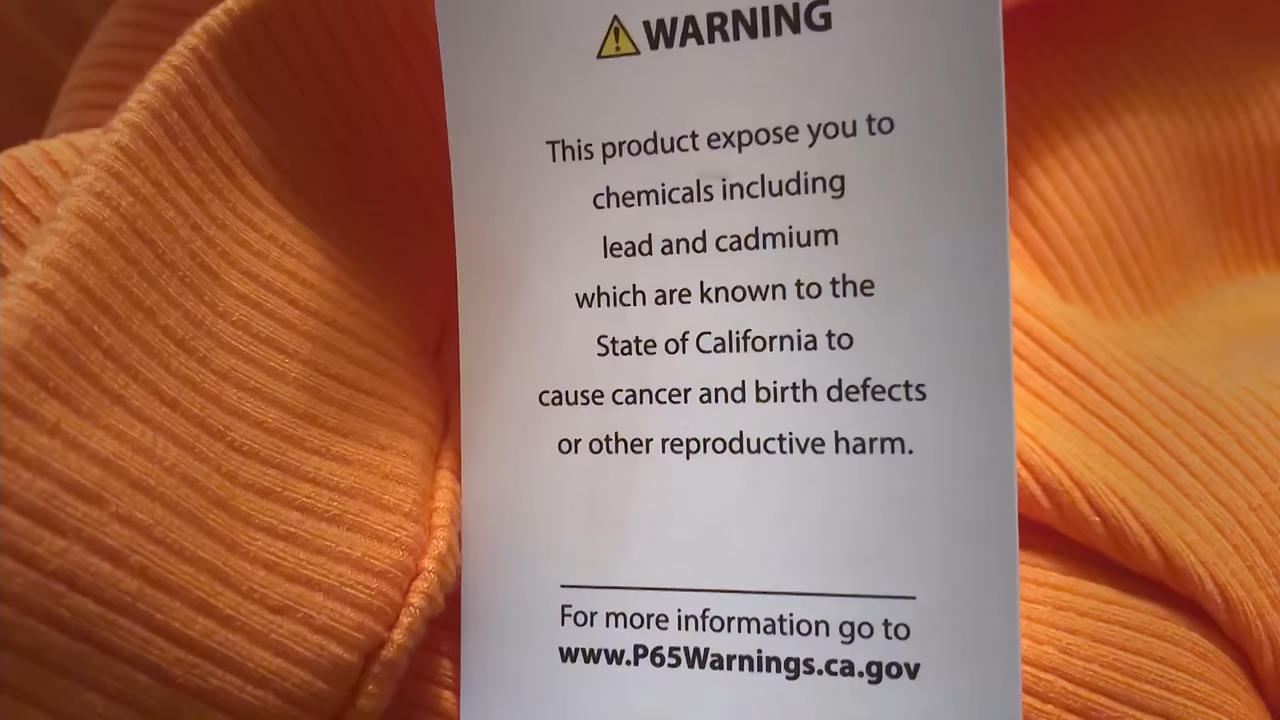 WARNING
This product expose you to
chemicals including
lead and cadmium
which are known to the
State of California to
cause cancer and birth defects
or other reproductive harm.
For more information go to
www.P65Warnings.ca.gov